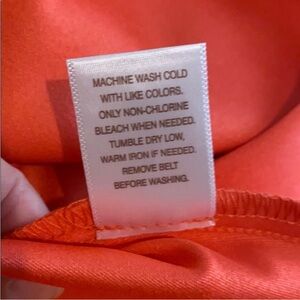 MACHINE WASH COLD
WITH LIKE COLORS.
ONLY NON-CHLORINE
BLEACH WHEN NEEDED.
TUMBLE DRY LOW,
WARM IRON IF NEEDED.
REMOVE BELT
BEFORE WASHING.